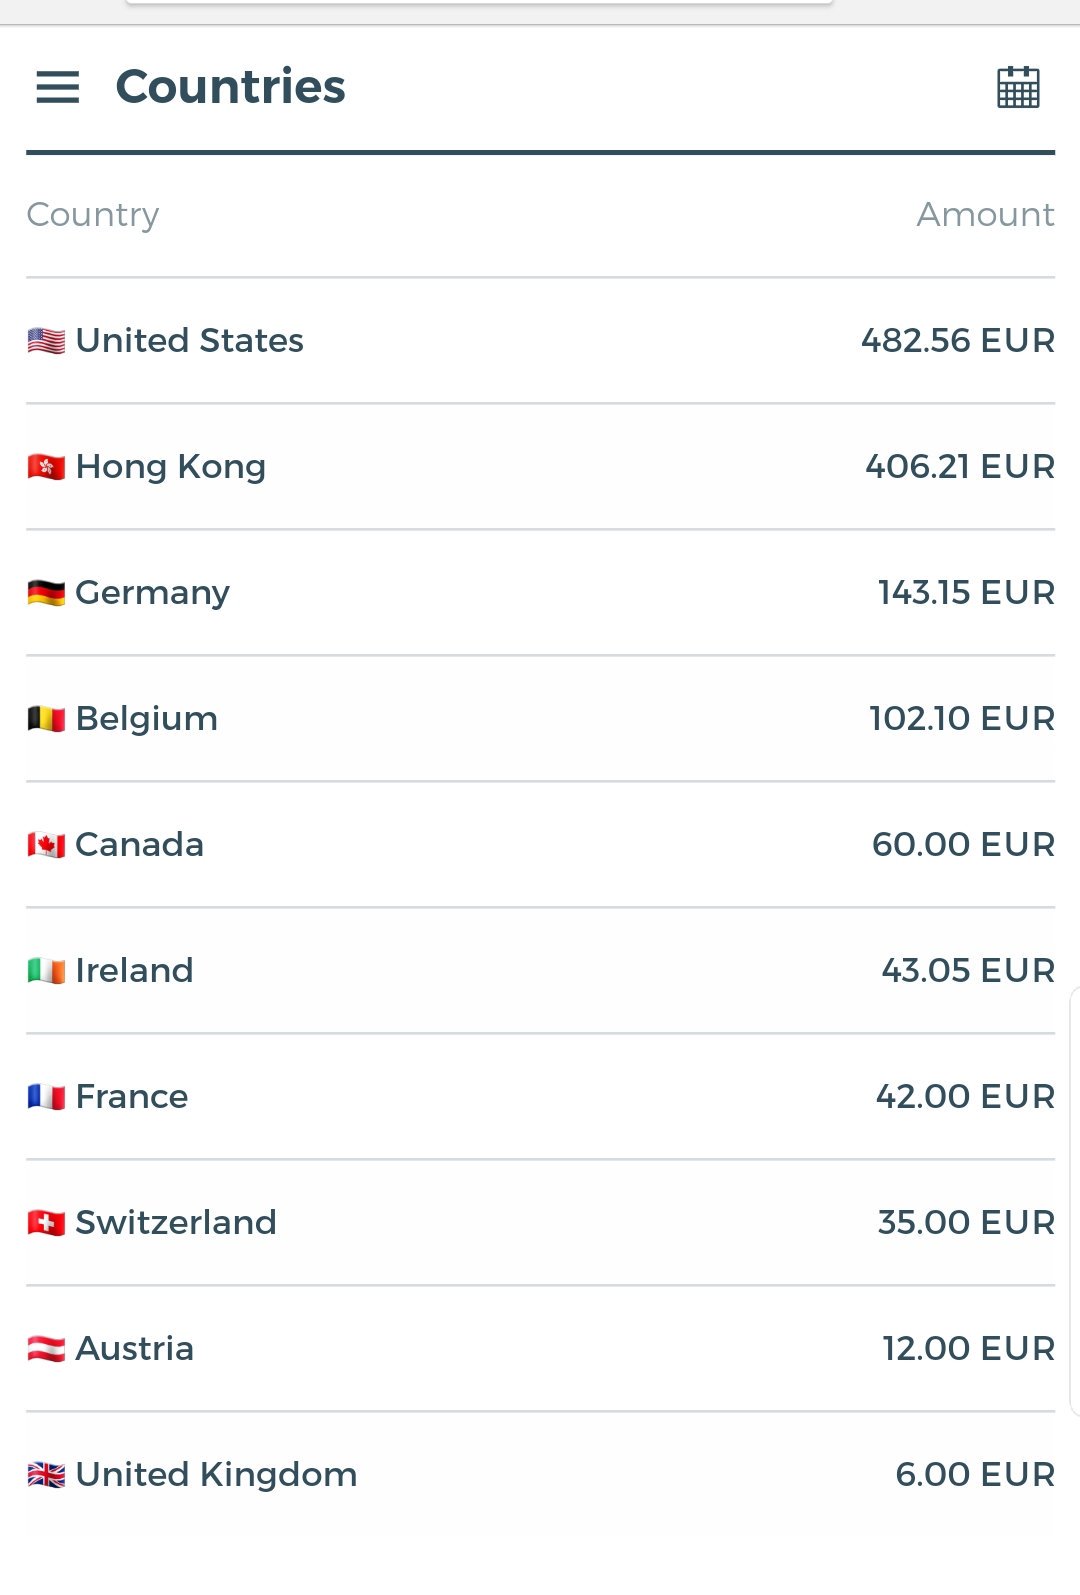 Countries
Country Amount
United States 482.56 EUR
Hong Kong 406.21 EUR
Germany 143.15 EUR
Belgium 102.10 EUR
Canada 60.00 EUR
Ireland 43.05 EUR
France 42.00 EUR
Switzerland 35.00 EUR
Austria 12.00 EUR
United Kingdom 6.00 EUR